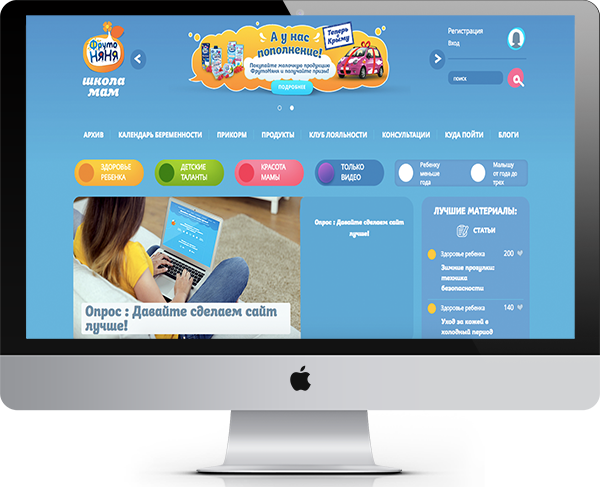 Фруто
НЯНЯ
школа
мам
А у нас
пополнение!
Покупайте молочную продукцию
ФрутоНяня и получайте призы!
Теперь
в Крыму
ПОДРОБНЕЕ
Регистрация
Вход
поиск
АРХИВ КАЛЕНДАРЬ БЕРЕМЕННОСТИ ПРИКОРМ ПРОДУКТЫ КЛУБ ЛОЯЛЬНОСТИ КОНСУЛЬТАЦИИ КУДА ПОЙТИ БЛОГИ
ЗДОРОВЬЕ
РЕБЕНКА
ДЕТСКИЕ
ТАЛАНТЫ
КРАСОТА
МАМЫ
ТОЛЬКО
ВИДЕО
Ребенку
меньше
года
Малышу
от года до
трех
Опрос : Давайте сделаем сайт
лучше!
Опрос : Давайте сделаем сайт
лучше!
ЛУЧШИЕ МАТЕРИАЛЫ:
СТАТЬИ
Здоровье ребенка 200
Зимние прогулки:
техника
безопасности
Здоровье ребенка 140
Уход за кожей в
холодный период